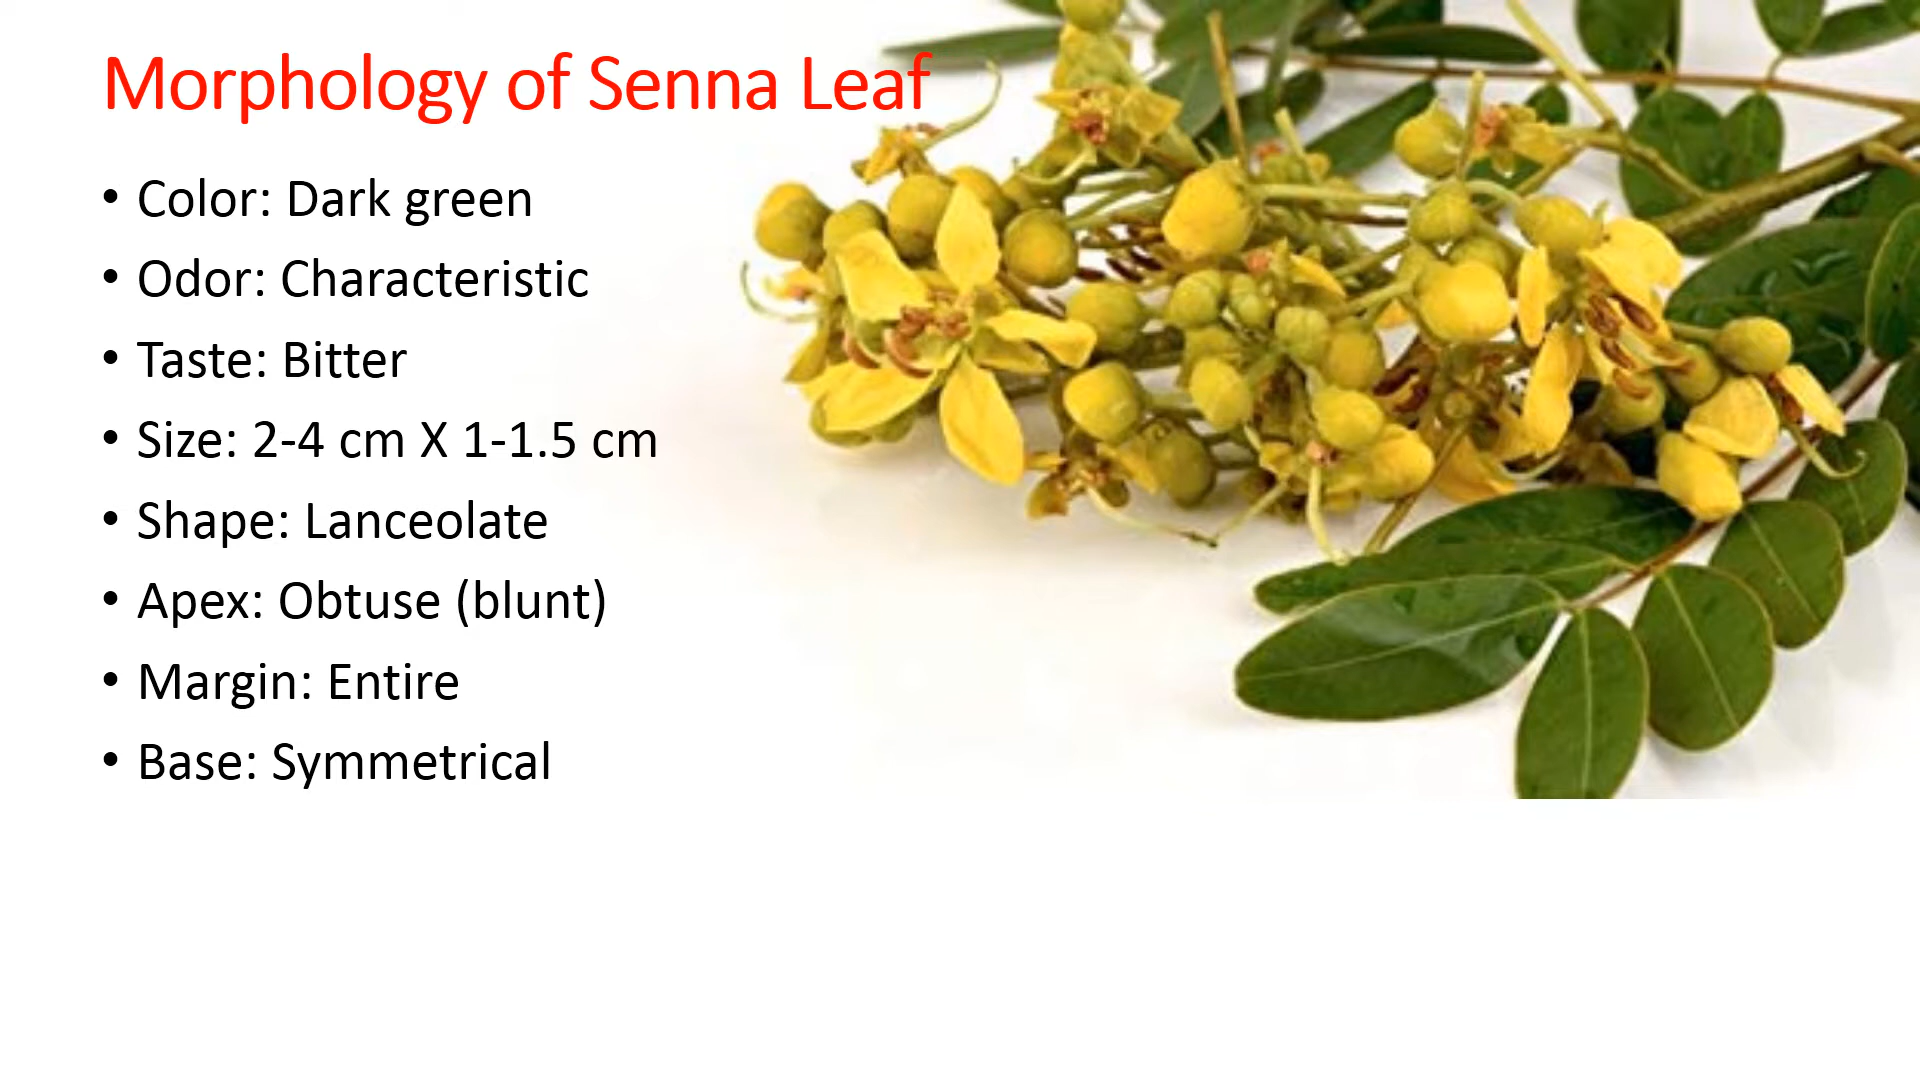 Morphology of Senna Leaf
• Color: Dark green
• Odor: Characteristic
• Taste: Bitter
• Size: 2-4 cm X 1-1.5 cm
• Shape: Lanceolate
• Apex: Obtuse (blunt)
• Margin: Entire
• Base: Symmetrical